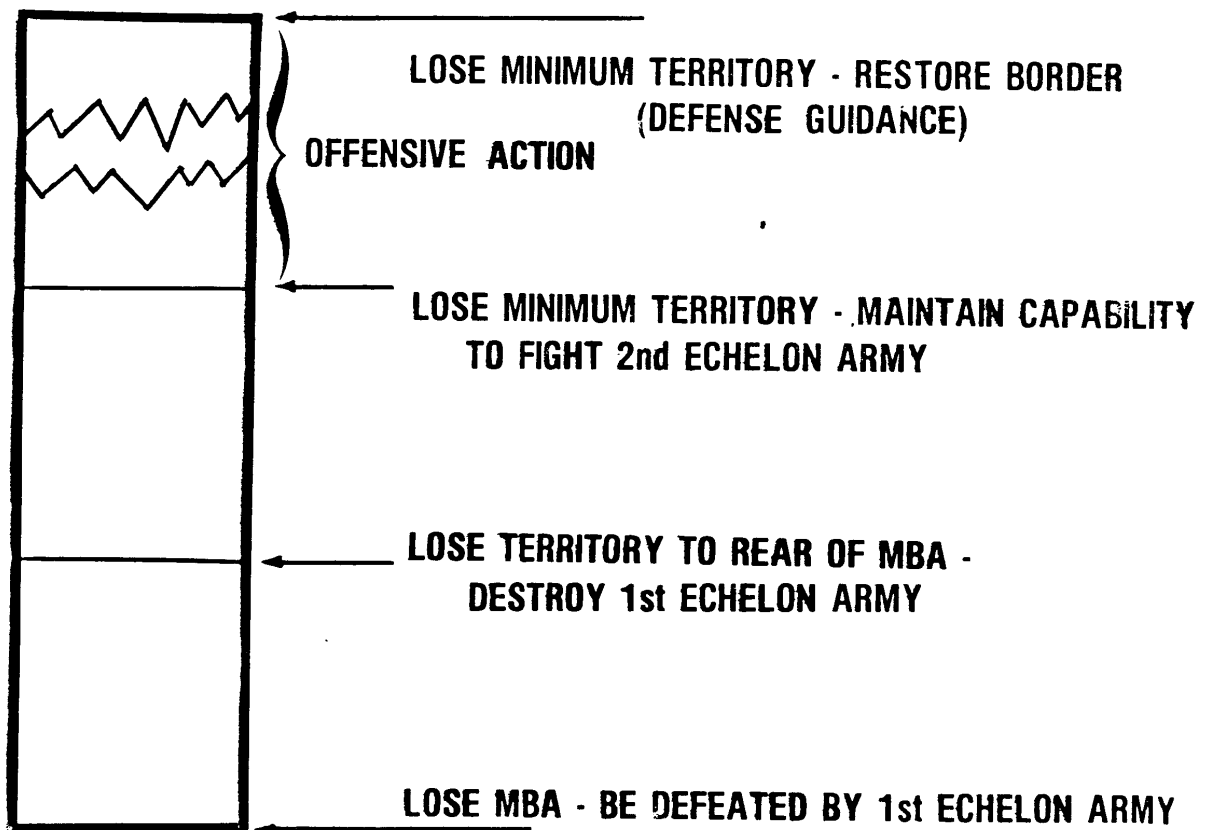 LOSE MINIMUM TERRITORY - RESTORE BORDER
(DEFENSE GUIDANCE)
OFFENSIVE ACTION
LOSE MINIMUM TERRITORY - MAINTAIN CAPABILITY
TO FIGHT 2nd ECHELON ARMY
LOSE TERRITORY TO REAR OF MBA -
DESTROY 1st ECHELON ARMY
LOSE MBA - BE DEFEATED BY 1st ECHELON ARMY